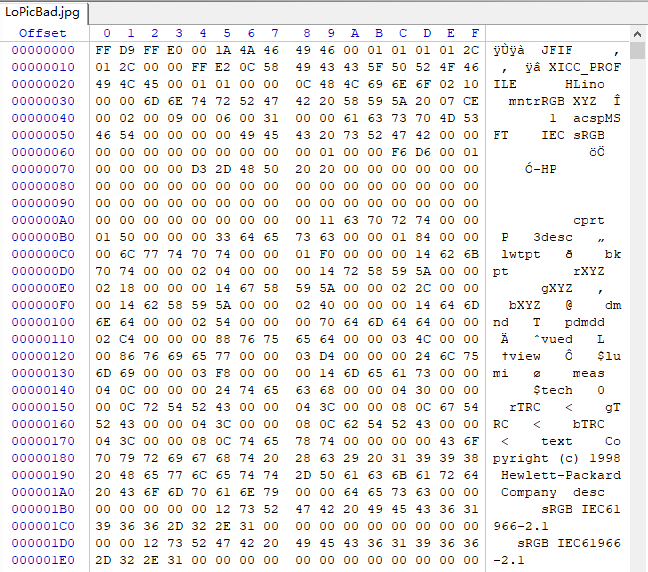 LoPicBad.jpg
Offset 0 1 2 3 4 5 6 7 8 9 A B C D E F
00000000 FF D9 FF E0 00 1A 4A 46 49 46 00 01 01 01 01 2C ÿÙÿà JFIF ,
00000010 01 2C 00 00 FF E2 0C 58 49 43 43 5F 50 52 4F 46 , ÿâ XICC_PROF
00000020 49 4C 45 00 01 01 00 00 0C 48 4C 69 6E 6F 02 10 ILE HLino
00000030 00 00 6D 6E 74 72 52 47 42 20 58 59 5A 20 07 CE mntrRGB XYZ Î
00000040 00 02 00 09 00 06 00 31 00 00 61 63 73 70 4D 53 1 acspMS
00000050 46 54 00 00 00 00 49 45 43 20 73 52 47 42 00 00 FT IEC sRGB
00000060 00 00 00 00 00 00 00 00 00 01 00 00 F6 D6 00 01 öÖ
00000070 00 00 00 00 D3 2D 48 50 20 20 00 00 00 00 00 00 Ó-HP
00000080 00 00 00 00 00 00 00 00 00 00 00 00 00 00 00 00
00000090 00 00 00 00 00 00 00 00 00 00 00 00 00 00 00 00
000000A0 00 00 00 00 00 00 00 00 00 11 63 70 72 74 00 00 cprt
000000B0 01 50 00 00 00 33 64 65 73 63 00 00 01 84 00 00 P 3desc „
000000C0 00 6C 77 74 70 74 00 00 01 F0 00 00 00 14 62 6B lwtpt ð bk
000000D0 70 74 00 00 02 04 00 00 00 14 72 58 59 5A 00 00 pt rXYZ
000000E0 02 18 00 00 00 14 67 58 59 5A 00 00 02 2C 00 00 gXYZ ,
000000F0 00 14 62 58 59 5A 00 00 02 40 00 00 00 14 64 6D bXYZ @ dm
00000100 6E 64 00 00 02 54 00 00 00 70 64 6D 64 64 00 00 nd T pdmdd
00000110 02 C4 00 00 00 88 76 75 65 64 00 00 03 4C 00 00 Ä ˆvued L
00000120 00 86 76 69 65 77 00 00 03 D4 00 00 00 24 6C 75 †view Ô $lu
00000130 6D 69 00 00 03 F8 00 00 00 14 6D 65 61 73 00 00 mi ø meas
00000140 04 0C 00 00 00 24 74 65 63 68 00 00 04 30 00 00 $tech 0
00000150 00 0C 72 54 52 43 00 00 04 3C 00 00 08 0C 67 54 rTRC < gT
00000160 52 43 00 00 04 3C 00 00 08 0C 62 54 52 43 00 00 RC < bTRC
00000170 04 3C 00 00 08 0C 74 65 78 74 00 00 00 00 43 6F < text Co
00000180 70 79 72 69 67 68 74 20 28 63 29 20 31 39 39 38 pyright (c) 1998
00000190 20 48 65 77 6C 65 74 74 2D 50 61 63 6B 61 72 64 Hewlett-Packard
000001A0 20 43 6F 6D 70 61 6E 79 00 00 64 65 73 63 00 00 Company desc
000001B0 00 00 00 00 00 12 73 52 47 42 20 49 45 43 36 31 sRGB IEC61
000001C0 39 36 36 2D 32 2E 31 00 00 00 00 00 00 00 00 00 966-2.1
000001D0 00 00 12 73 52 47 42 20 49 45 43 36 31 39 36 36 sRGB IEC61966
000001E0 2D 32 2E 31 00 00 00 00 00 00 00 00 00 00 00 00 -2.1